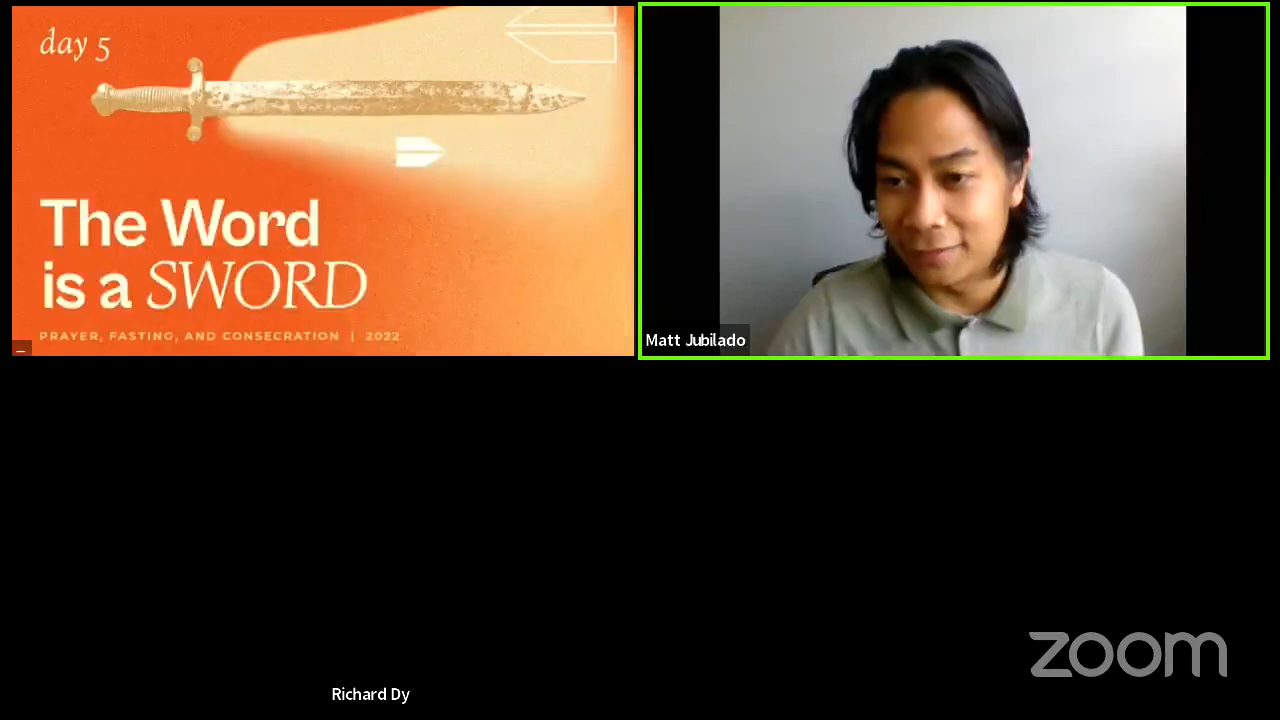 day 5
The Word
is a SWORD
PRAYER, FASTING, AND CONSECRATION | 2022
Matt Jubilado
Richard Dy
zoom